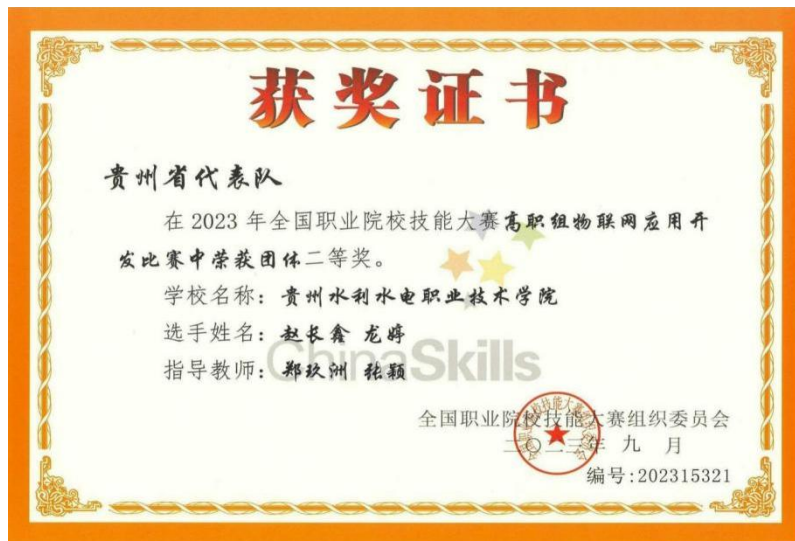 获奖证书
贵州省代表队
在 2023 年全国职业院校技能大赛高职组物联网应用开
发比赛中荣获团体二等奖。
学校名称：贵州水利水电职业技术学院
选手姓名：赵长鑫 龙婷
指导教师：郑玖洲 张颖
ChinaSkills
全国职业院校技能大赛组织委员会
二〇二三年 九 月
编号:202315321